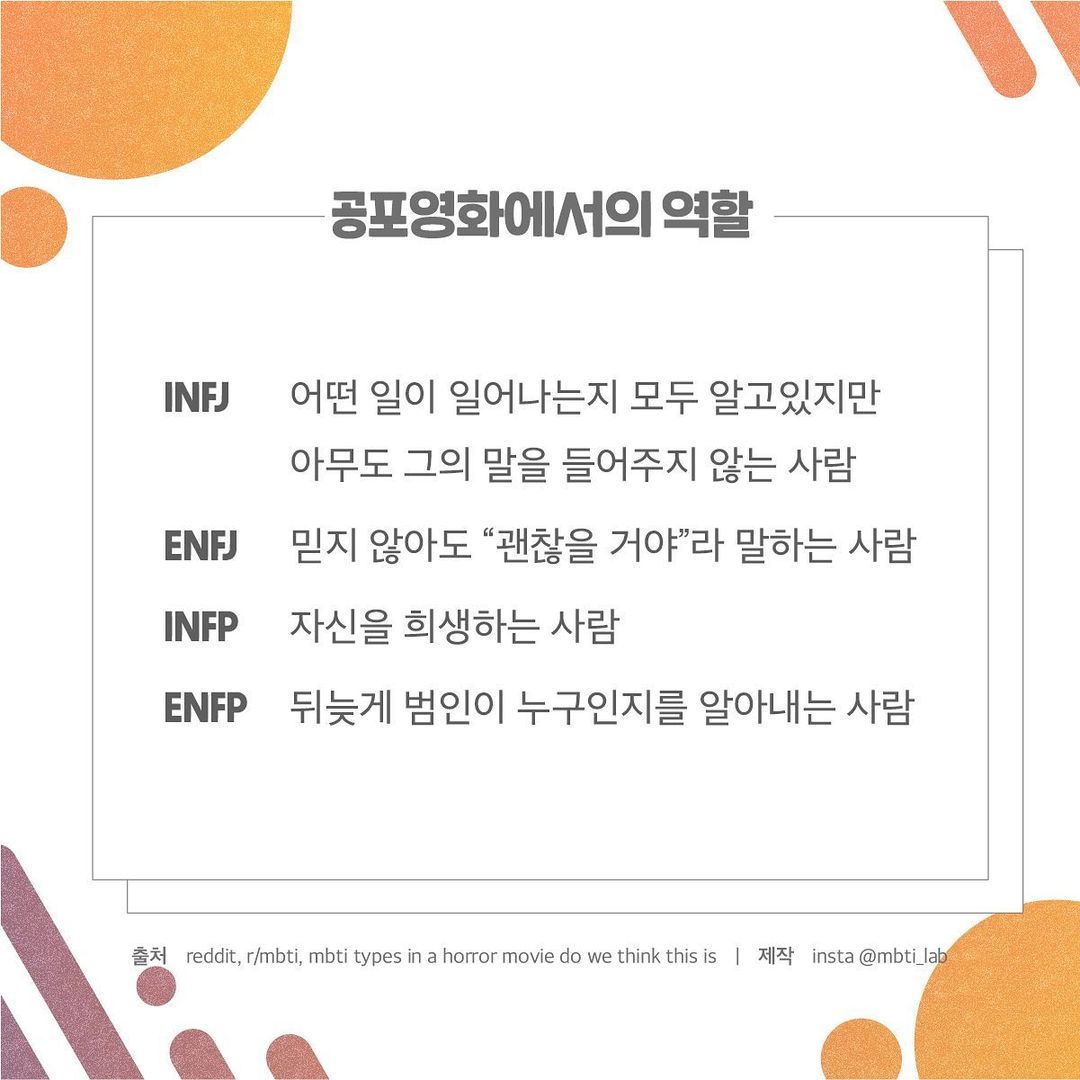 공포영화에서의 역할
INFJ 어떤 일이 일어나는지 모두 알고있지만
아무도 그의 말을 들어주지 않는 사람
ENFJ 믿지 않아도 “괜찮을 거야”라 말하는 사람
INFP 자신을 희생하는 사람
ENFP 뒤늦게 범인이 누구인지를 알아내는 사람
출처 reddit, r/mbti, mbti types in a horror movie do we think this is | 제작 insta @mbti_lab